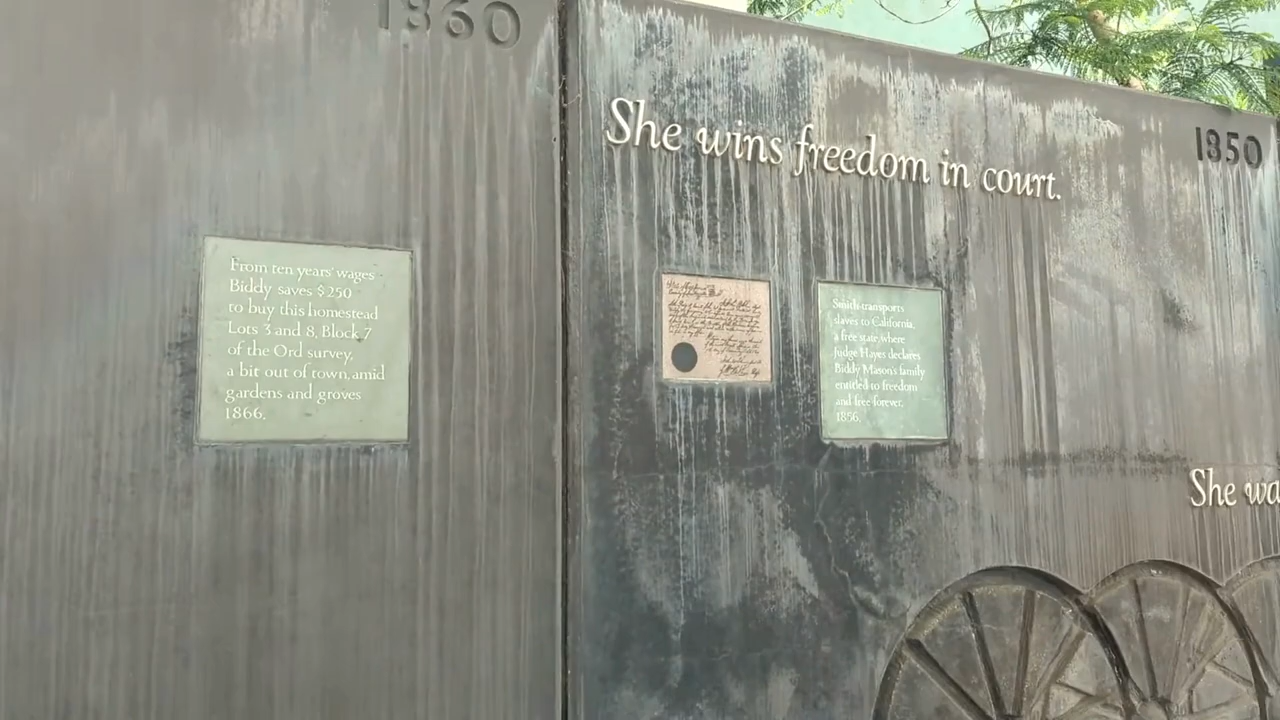 1860
From ten years' wages
Biddy saves $250
to buy this homestead
Lots 3 and 8, Block 7
of the Ord survey,
a bit out of town, amid
gardens and groves
1866.
She wins freedom in court.
1850
Smith transports
slaves to California,
a free state, where
Judge Hayes declares
Biddy Mason's family
entitled to freedom
and free forever,
1856.
She wa